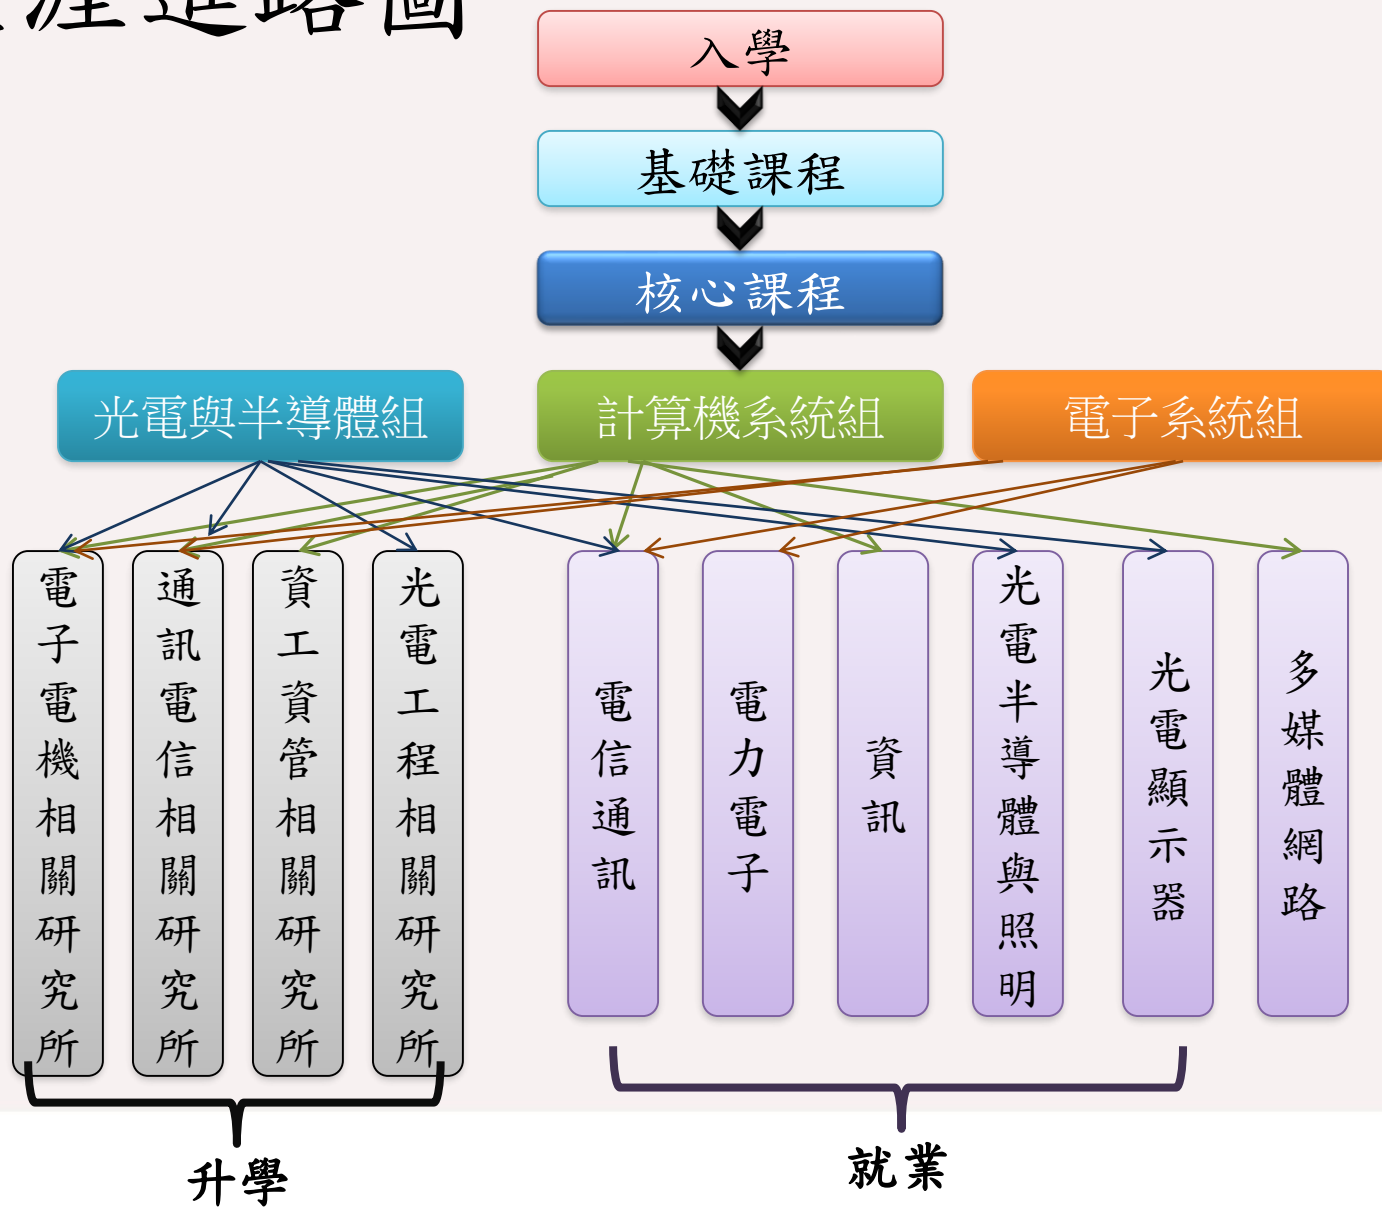 涯進路圖
入學
基礎課程
核心課程
光電與半導體組
計算機系統組
電子系統組
電子電機相關研究所
通訊電信相關研究所
資工資管相關研究所
光電工程相關研究所
電信通訊
電力電子
資訊
光電半導體與照明
光電顯示器
多媒體網路
升學
就業